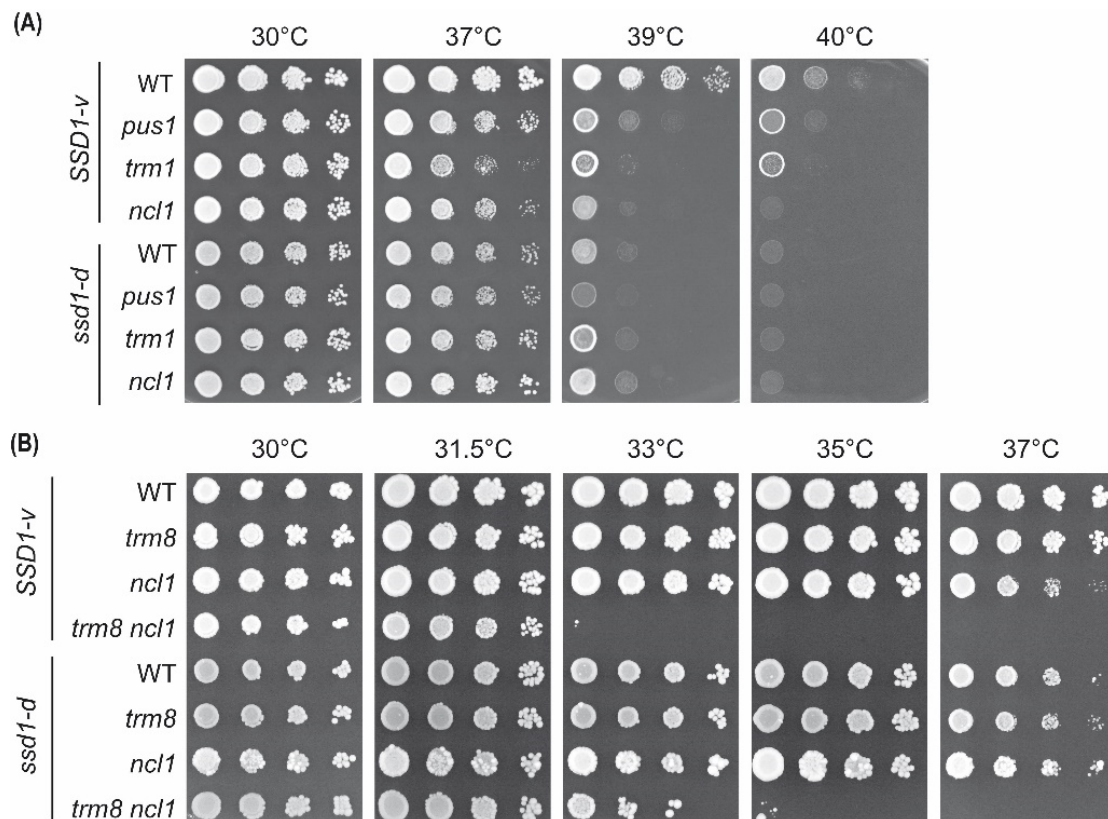 (A)
30°C 37°C 39°C 40°C
SSD1-v
WT
pus1
trm1
ncl1
ssd1-d
WT
pus1
trm1
ncl1
(B)
30°C 31.5°C 33°C 35°C 37°C
SSD1-v
WT
trm8
ncl1
trm8 ncl1
ssd1-d
WT
trm8
ncl1
trm8 ncl1